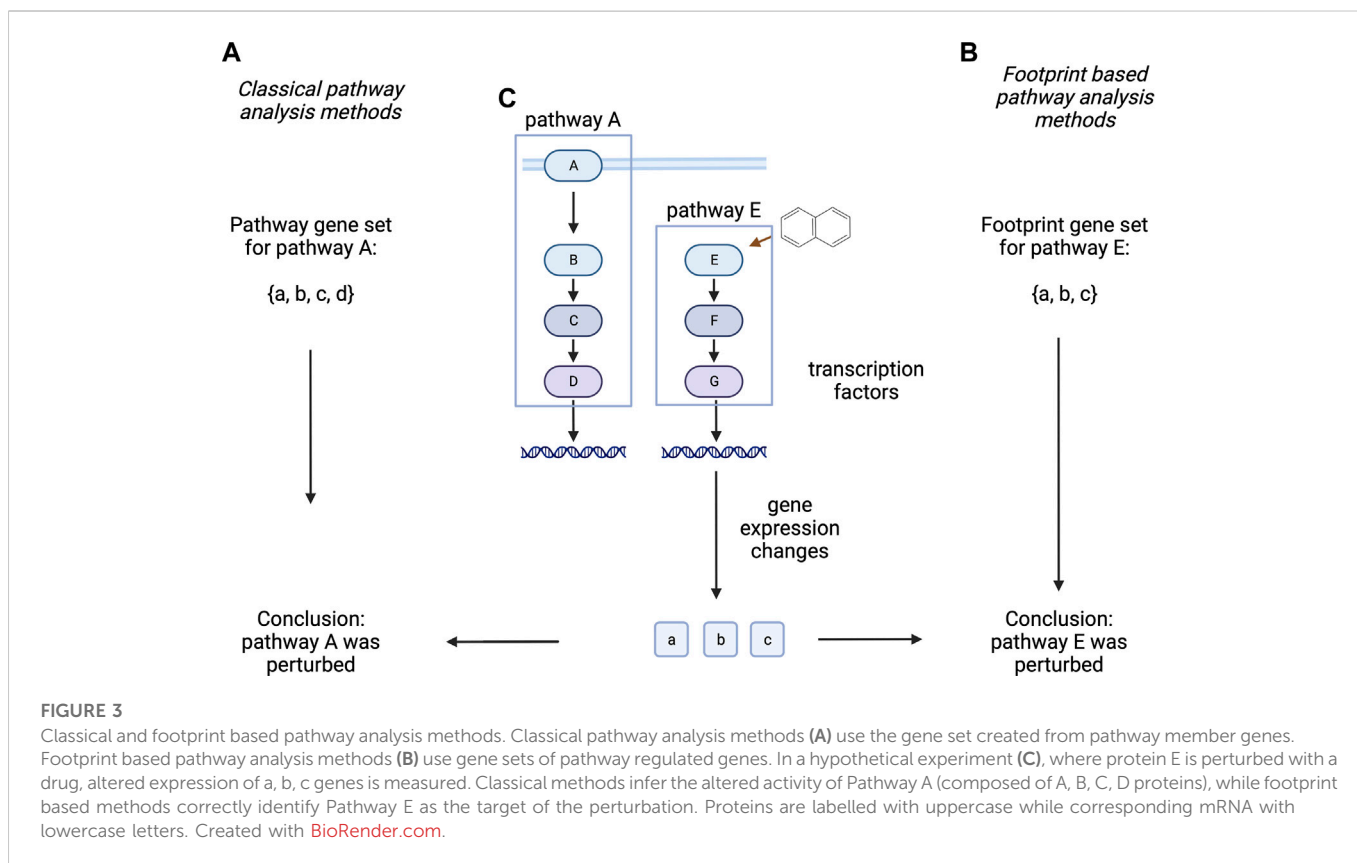 A
Classical pathway
analysis methods
Pathway gene set
for pathway A:
{a, b, c, d}
Conclusion:
pathway A was
perturbed
C
pathway A
A
B
C
D
pathway E
E
F
G
transcription
factors
gene
expression
changes
a
b
c
B
Footprint based
pathway analysis
methods
Footprint gene set
for pathway E:
{a, b, c}
Conclusion:
pathway E was
perturbed
FIGURE 3
Classical and footprint based pathway analysis methods. Classical pathway analysis methods (A) use the gene set created from pathway member genes.
Footprint based pathway analysis methods (B) use gene sets of pathway regulated genes. In a hypothetical experiment (C), where protein E is perturbed with a
drug, altered expression of a, b, c genes is measured. Classical methods infer the altered activity of Pathway A (composed of A, B, C, D proteins), while footprint
based methods correctly identify Pathway E as the target of the perturbation. Proteins are labelled with uppercase while corresponding mRNA with
lowercase letters. Created with BioRender.com.